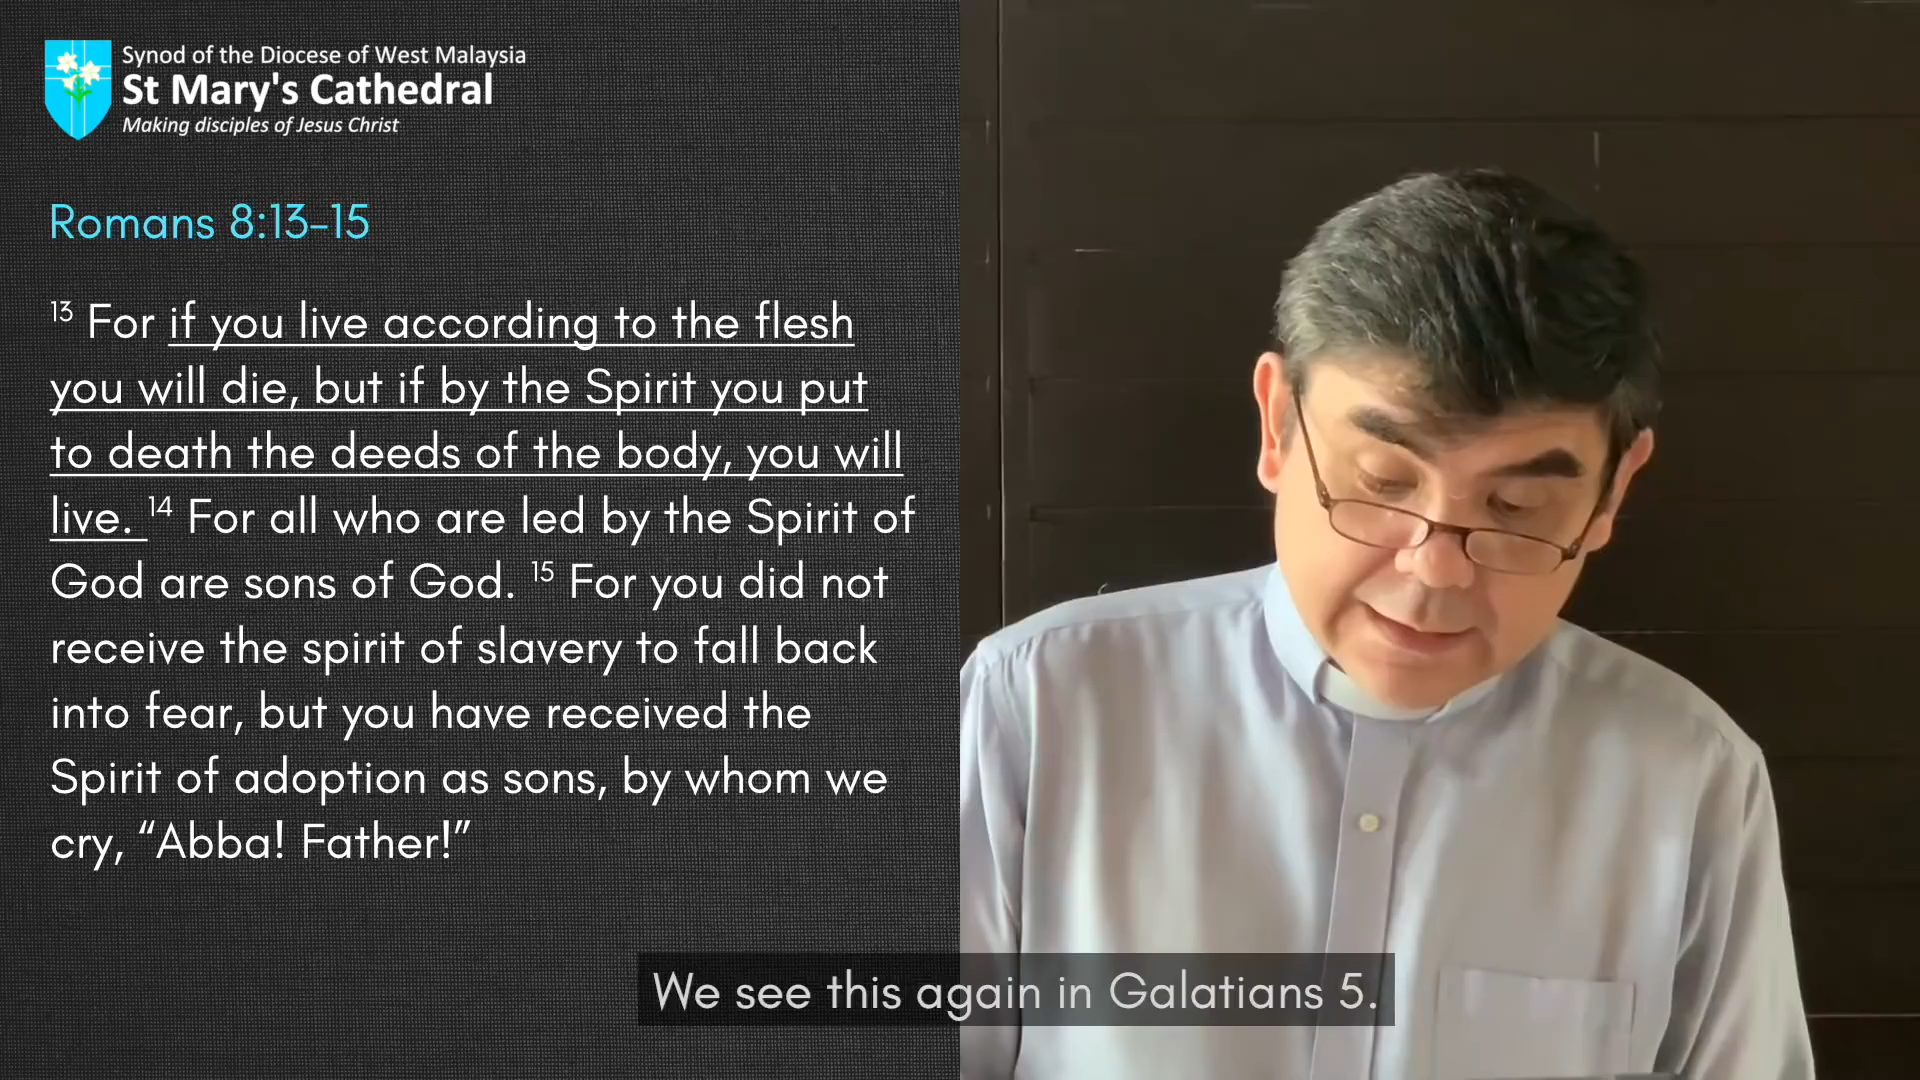 Synod of the Diocese of West Malaysia
St Mary's Cathedral
Making disciples of Jesus Christ
Romans 8:13–15
13 For if you live according to the flesh
you will die, but if by the Spirit you put
to death the deeds of the body, you will
live. 14 For all who are led by the Spirit of
God are sons of God. 15 For you did not
receive the spirit of slavery to fall back
into fear, but you have received the
Spirit of adoption as sons, by whom we
cry, “Abba! Father!”
We see this again in Galatians 5.